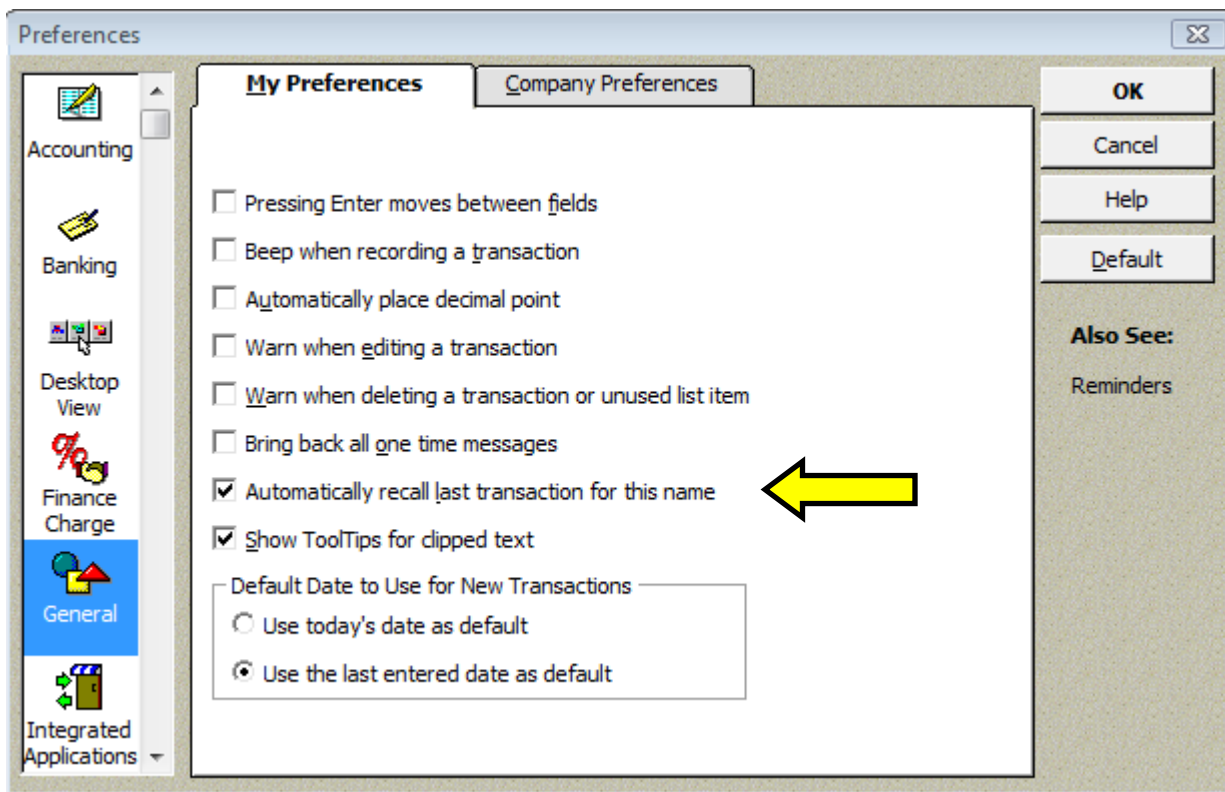 Preferences
Accounting
Banking
Desktop
View
Finance
Charge
General
Integrated
Applications
My Preferences
Company Preferences
Pressing Enter moves between fields
Beep when recording a transaction
Automatically place decimal point
Warn when editing a transaction
Warn when deleting a transaction or unused list item
Bring back all one time messages
Automatically recall last transaction for this name
Show ToolTips for clipped text
Default Date to Use for New Transactions
Use today's date as default
Use the last entered date as default
OK
Cancel
Help
Default
Also See:
Reminders